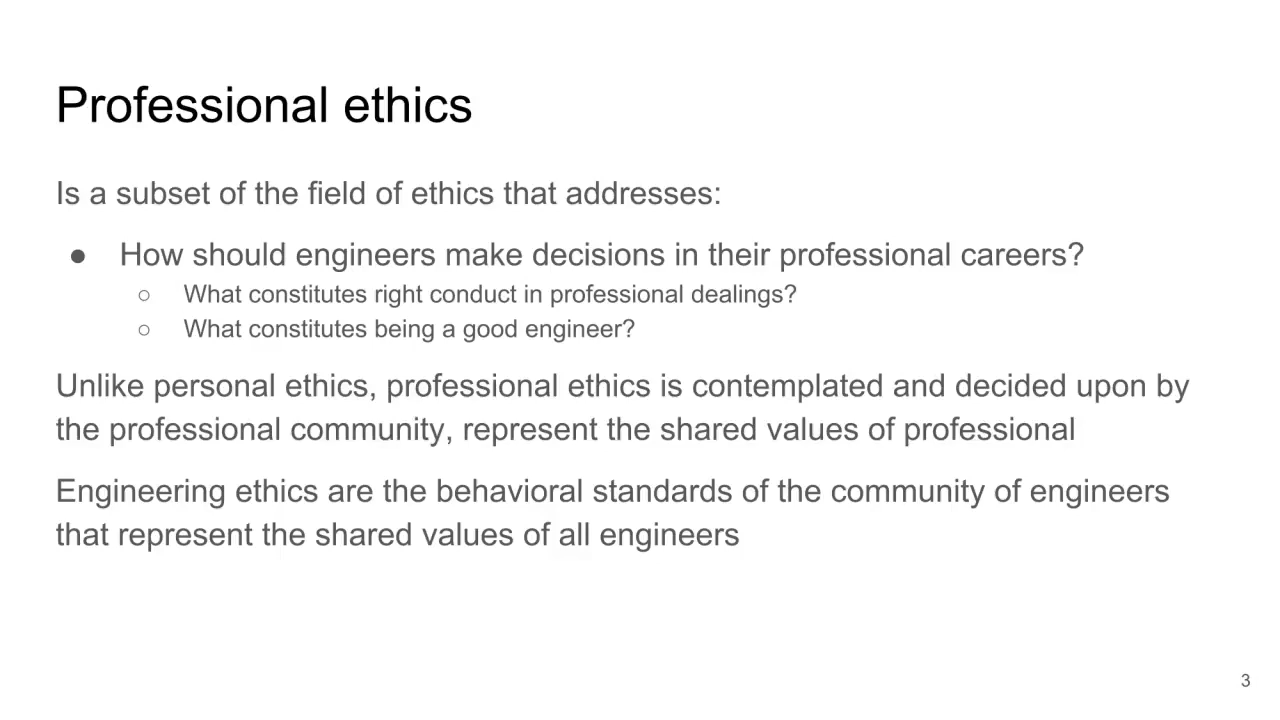 Professional ethics
Is a subset of the field of ethics that addresses:
● How should engineers make decisions in their professional careers?
○ What constitutes right conduct in professional dealings?
○ What constitutes being a good engineer?
Unlike personal ethics, professional ethics is contemplated and decided upon by
the professional community, represent the shared values of professional
Engineering ethics are the behavioral standards of the community of engineers
that represent the shared values of all engineers
3